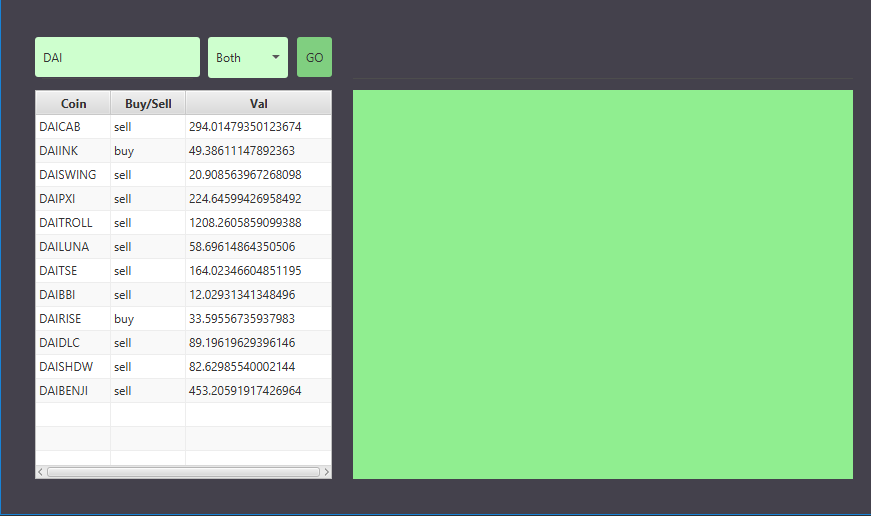 DAI Both GO
Coin Buy/Sell Val
DAICAB sell 294.01479350123674
DAIINK buy 49.38611147892363
DAISWING sell 20.908563967268098
DAIPXI sell 224.64599426958492
DAITROLL sell 1208.2605859099388
DAILUNA sell 58.69614864350506
DAITSE sell 164.02346604851195
DAIBBI sell 12.02931341348496
DAIRISE buy 33.59556735937983
DAIDLC sell 89.19619629396146
DAISHDW sell 82.62985540002144
DAIBENJI sell 453.20591917426964